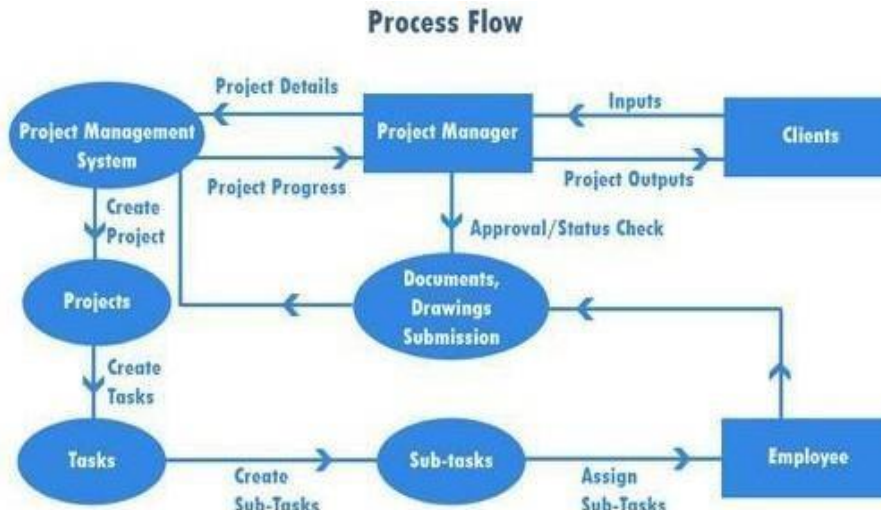 Process Flow
Project Details
Inputs
Project Management
System
Project Manager
Clients
Project Progress
Project Outputs
Create
Project
Approval/Status Check
Projects
Documents,
Drawings
Submission
Create
Tasks
Tasks
Sub-tasks
Employee
Create
Sub-Tasks
Assign
Sub-Tasks